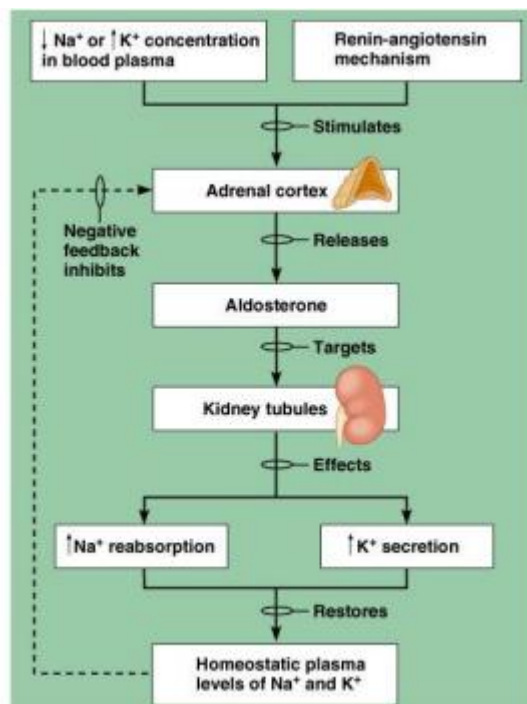 ↓ Na⁺ or ↑ K⁺ concentration
in blood plasma
Renin-angiotensin
mechanism
Stimulates
Adrenal cortex
Negative
feedback
inhibits
Releases
Aldosterone
Targets
Kidney tubules
Effects
↑Na⁺ reabsorption
↑K⁺ secretion
Restores
Homeostatic plasma
levels of Na⁺ and K⁺